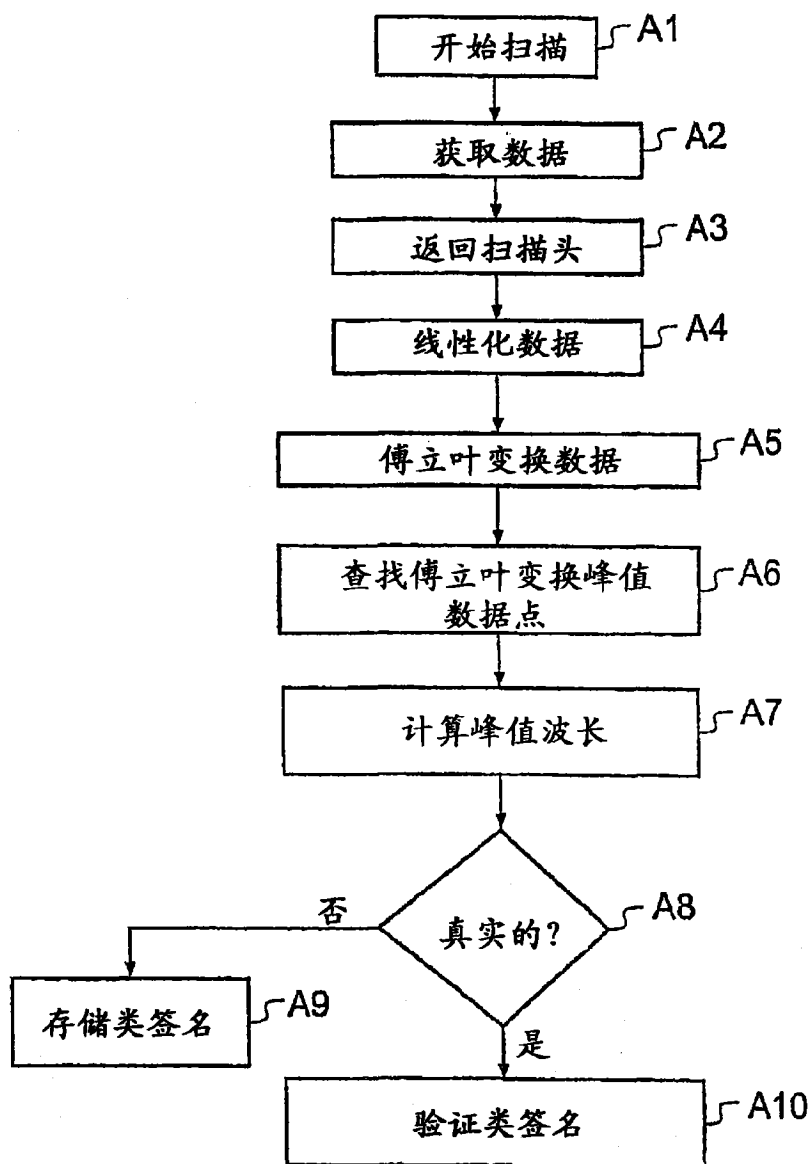 开始扫描
A1
获取数据
A2
返回扫描头
A3
线性化数据
A4
傅立叶变换数据
A5
查找傅立叶变换峰值
数据点
A6
计算峰值波长
A7
真实的?
A8
否
存储类签名
A9
是
验证类签名
A10